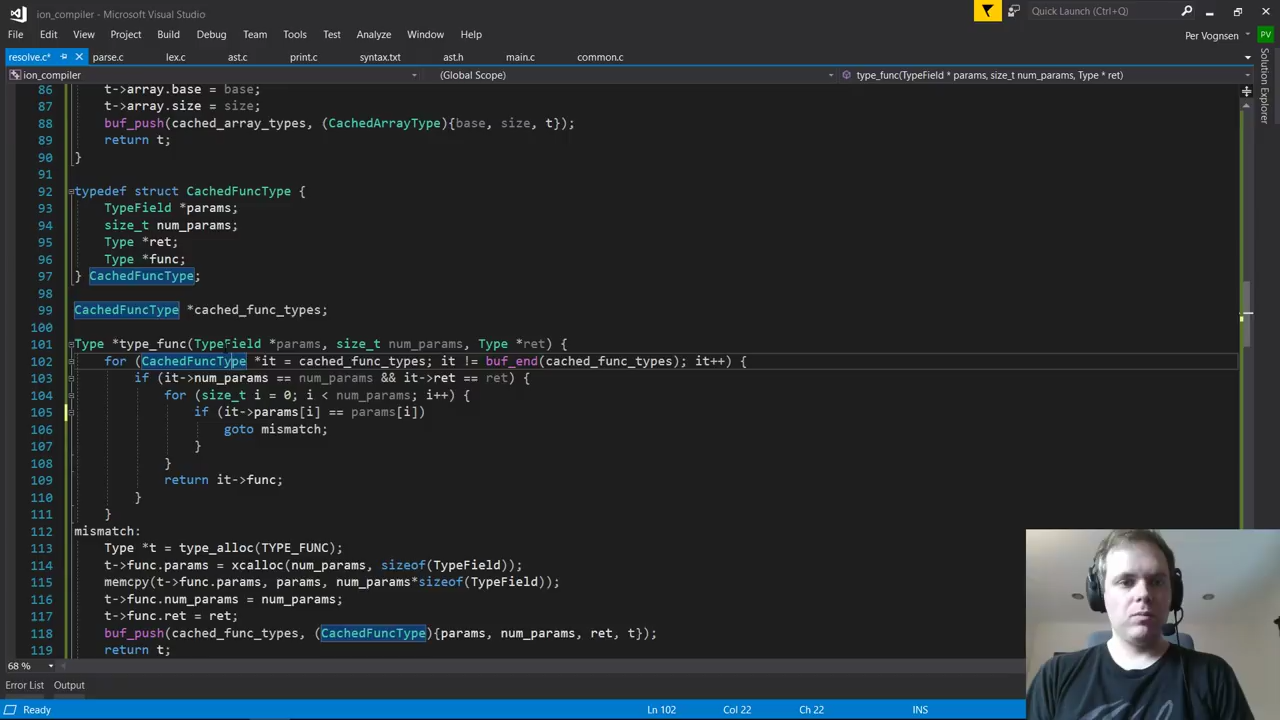 ion_compiler - Microsoft Visual Studio
Quick Launch (Ctrl+Q)
File Edit View Project Build Debug Team Tools Test Analyze Window Help
Per Vognsen PV
resolve.c* parse.c lex.c ast.c print.c syntax.txt ast.h main.c common.c
ion_compiler (Global Scope) type_func(TypeField * params, size_t num_params, Type * ret)
Solution Explorer
86 t->array.base = base;
87 t->array.size = size;
88 buf_push(cached_array_types, (CachedArrayType){base, size, t});
89 return t;
90 }
91
92 typedef struct CachedFuncType {
93 TypeField *params;
94 size_t num_params;
95 Type *ret;
96 Type *func;
97 } CachedFuncType;
98
99 CachedFuncType *cached_func_types;
100
101 Type *type_func(TypeField *params, size_t num_params, Type *ret) {
102 for (CachedFuncType *it = cached_func_types; it != buf_end(cached_func_types); it++) {
103 if (it->num_params == num_params && it->ret == ret) {
104 for (size_t i = 0; i < num_params; i++) {
105 if (it->params[i] == params[i])
106 goto mismatch;
107 }
108 }
109 return it->func;
110 }
111 }
112 mismatch:
113 Type *t = type_alloc(TYPE_FUNC);
114 t->func.params = xcalloc(num_params, sizeof(TypeField));
115 memcpy(t->func.params, params, num_params*sizeof(TypeField));
116 t->func.num_params = num_params;
117 t->func.ret = ret;
118 buf_push(cached_func_types, (CachedFuncType){params, num_params, ret, t});
119 return t;
68 %
Error List Output
Ready Ln 102 Col 22 Ch 22 INS